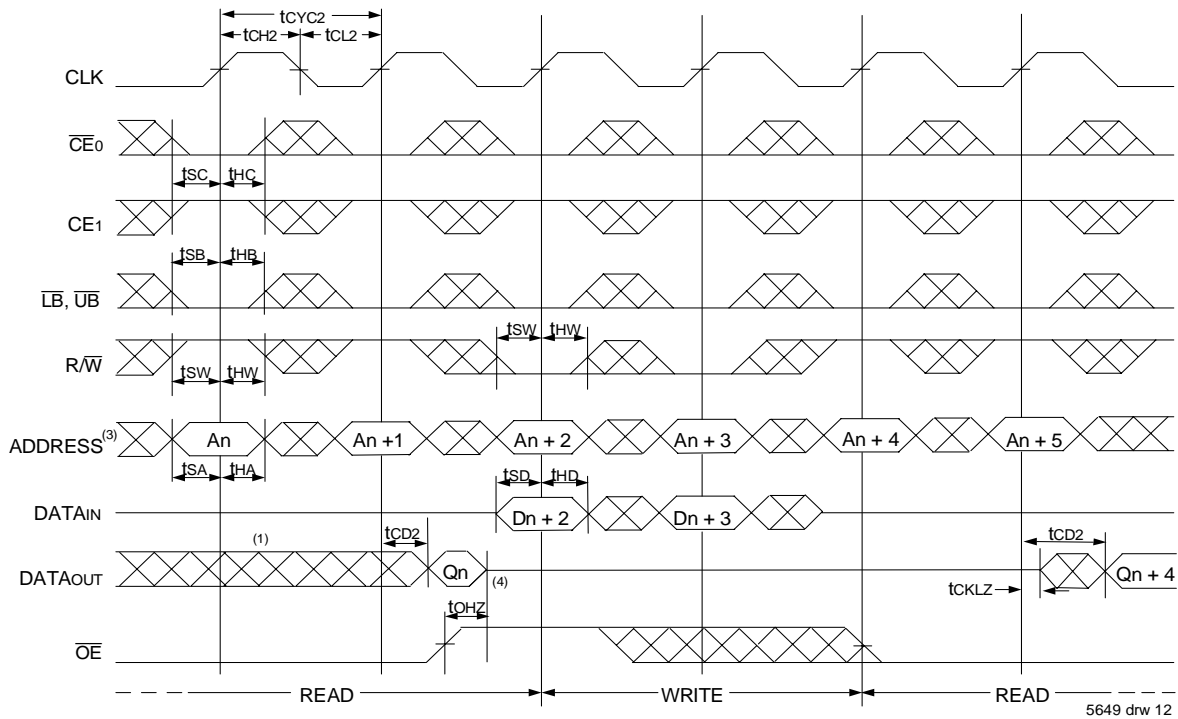 tCYC2
tCH2 tCL2
CLK
CE0
tSC tHC
CE1
tSB tHB
LB, UB
tSW tHW
R/W
tSW tHW
ADDRESS(3) An An +1 An + 2 An + 3 An + 4 An + 5
tSA tHA
tSD tHD
DATAIN Dn + 2 Dn + 3
(1) tCD2 tCD2
DATAOUT Qn (4) Qn + 4
tCKLZ
tOHZ
OE
READ WRITE READ
5649 drw 12